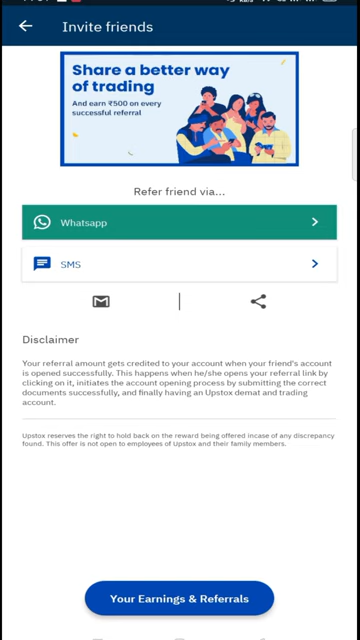 Invite friends
Share a better way
of trading
And earn ₹500 on every
successful referral
Refer friend via...
Whatsapp
SMS
Disclaimer
Your referral amount gets credited to your account when your friend's account
is opened successfully. This happens when he/she opens your referral link by
clicking on it, initiates the account opening process by submitting the correct
documents successfully, and finally having an Upstox demat and trading
account.
Upstox reserves the right to hold back on the reward being offered incase of any discrepancy
found. This offer is not open to employees of Upstox and their family members.
Your Earnings & Referrals